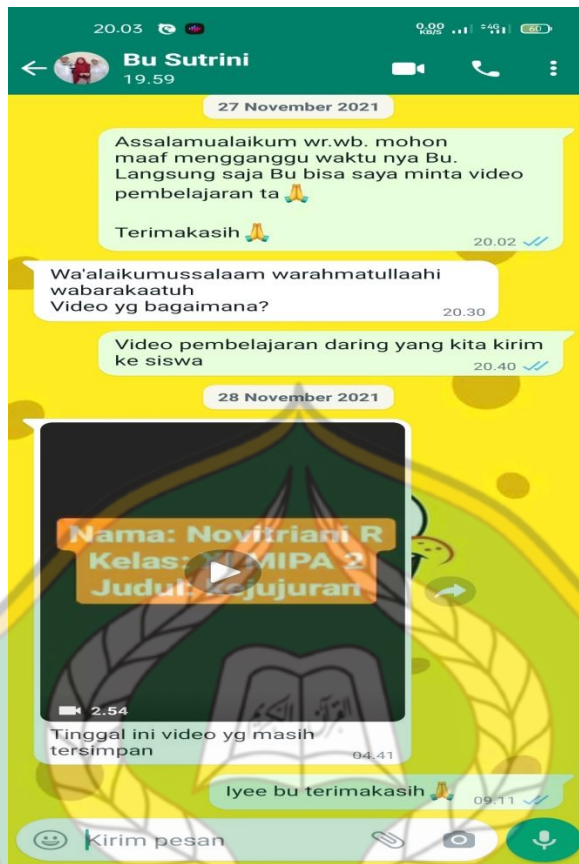 20.03
0.00
KB/S
4G
60
Bu Sutrini
19.59
27 November 2021
Assalamualaikum wr.wb. mohon
maaf mengganggu waktu nya Bu.
Langsung saja Bu bisa saya minta video
pembelajaran ta 🙏
Terimakasih 🙏
20.02
Wa'alaikumussalaam warahmatullaahi
wabarakaatuh
Video yg bagaimana?
20.30
Video pembelajaran daring yang kita kirim
ke siswa
20.40
28 November 2021
Nama: Novitriani R
Kelas: MIPA 2
Judul: kejujuran
2.54
Tinggal ini video yg masih
tersimpan
04.41
Iyee bu terimakasih 🙏
09.11
Kirim pesan